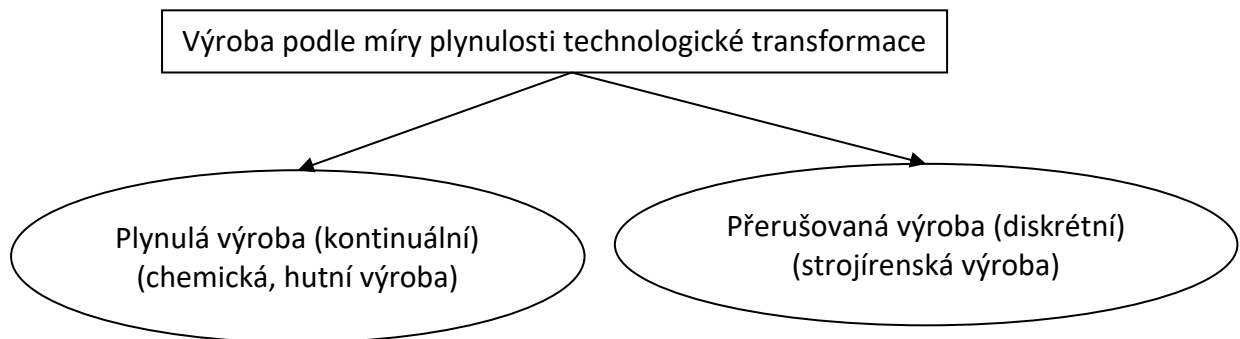 Výroba podle míry plynulosti technologické transformace
Plynulá výroba (kontinuální)
(chemická, hutní výroba)
Přerušovaná výroba (diskrétní)
(strojírenská výroba)